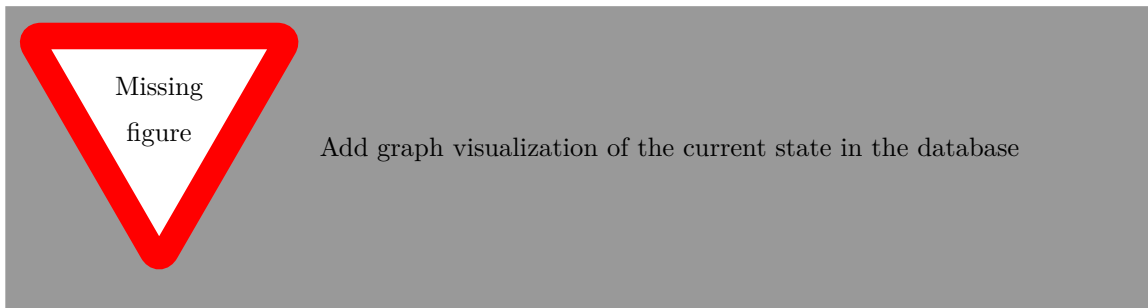 Missing
figure
Add graph visualization of the current state in the database